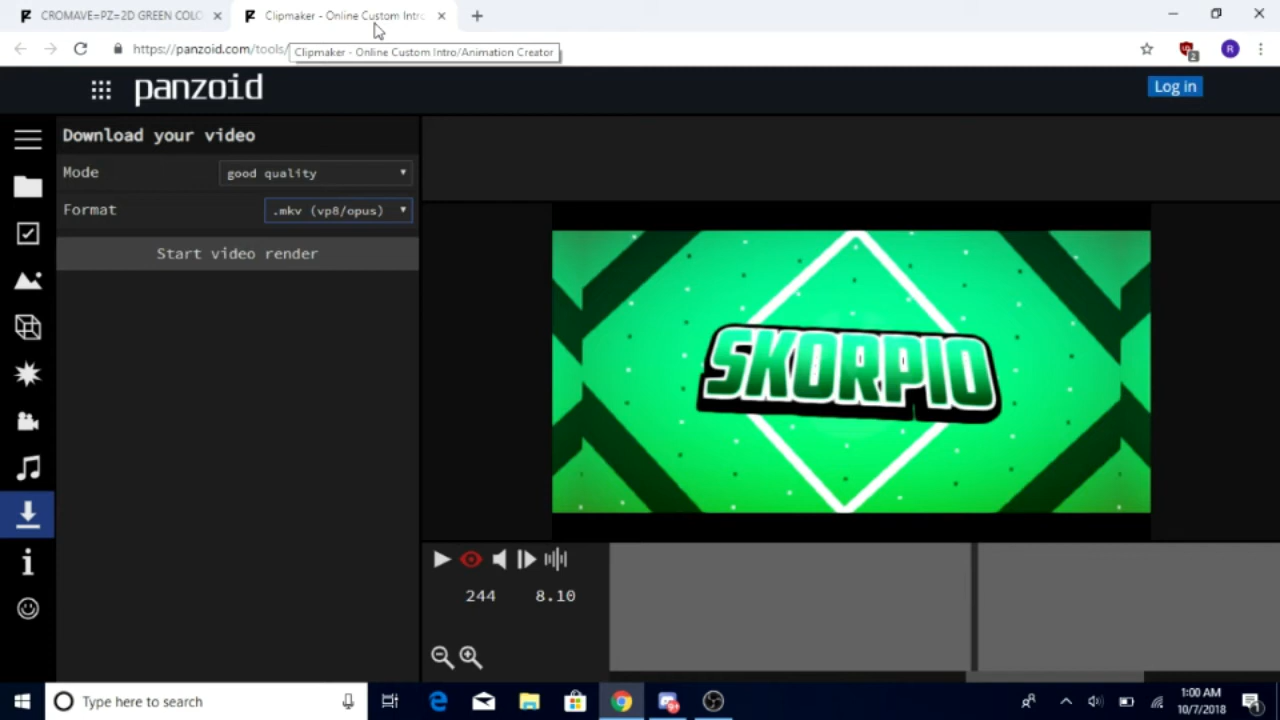 CROMAVE=PZ=2D GREEN COLO
Clipmaker - Online Custom Intro
https://panzoid.com/tools/
Clipmaker - Online Custom Intro/Animation Creator
2
R
panzoid
Log in
Download your video
Mode
good quality
Format
.mkv (vp8/opus)
Start video render
SKORPIO
244
8.10
Type here to search
1:00 AM
10/7/2018